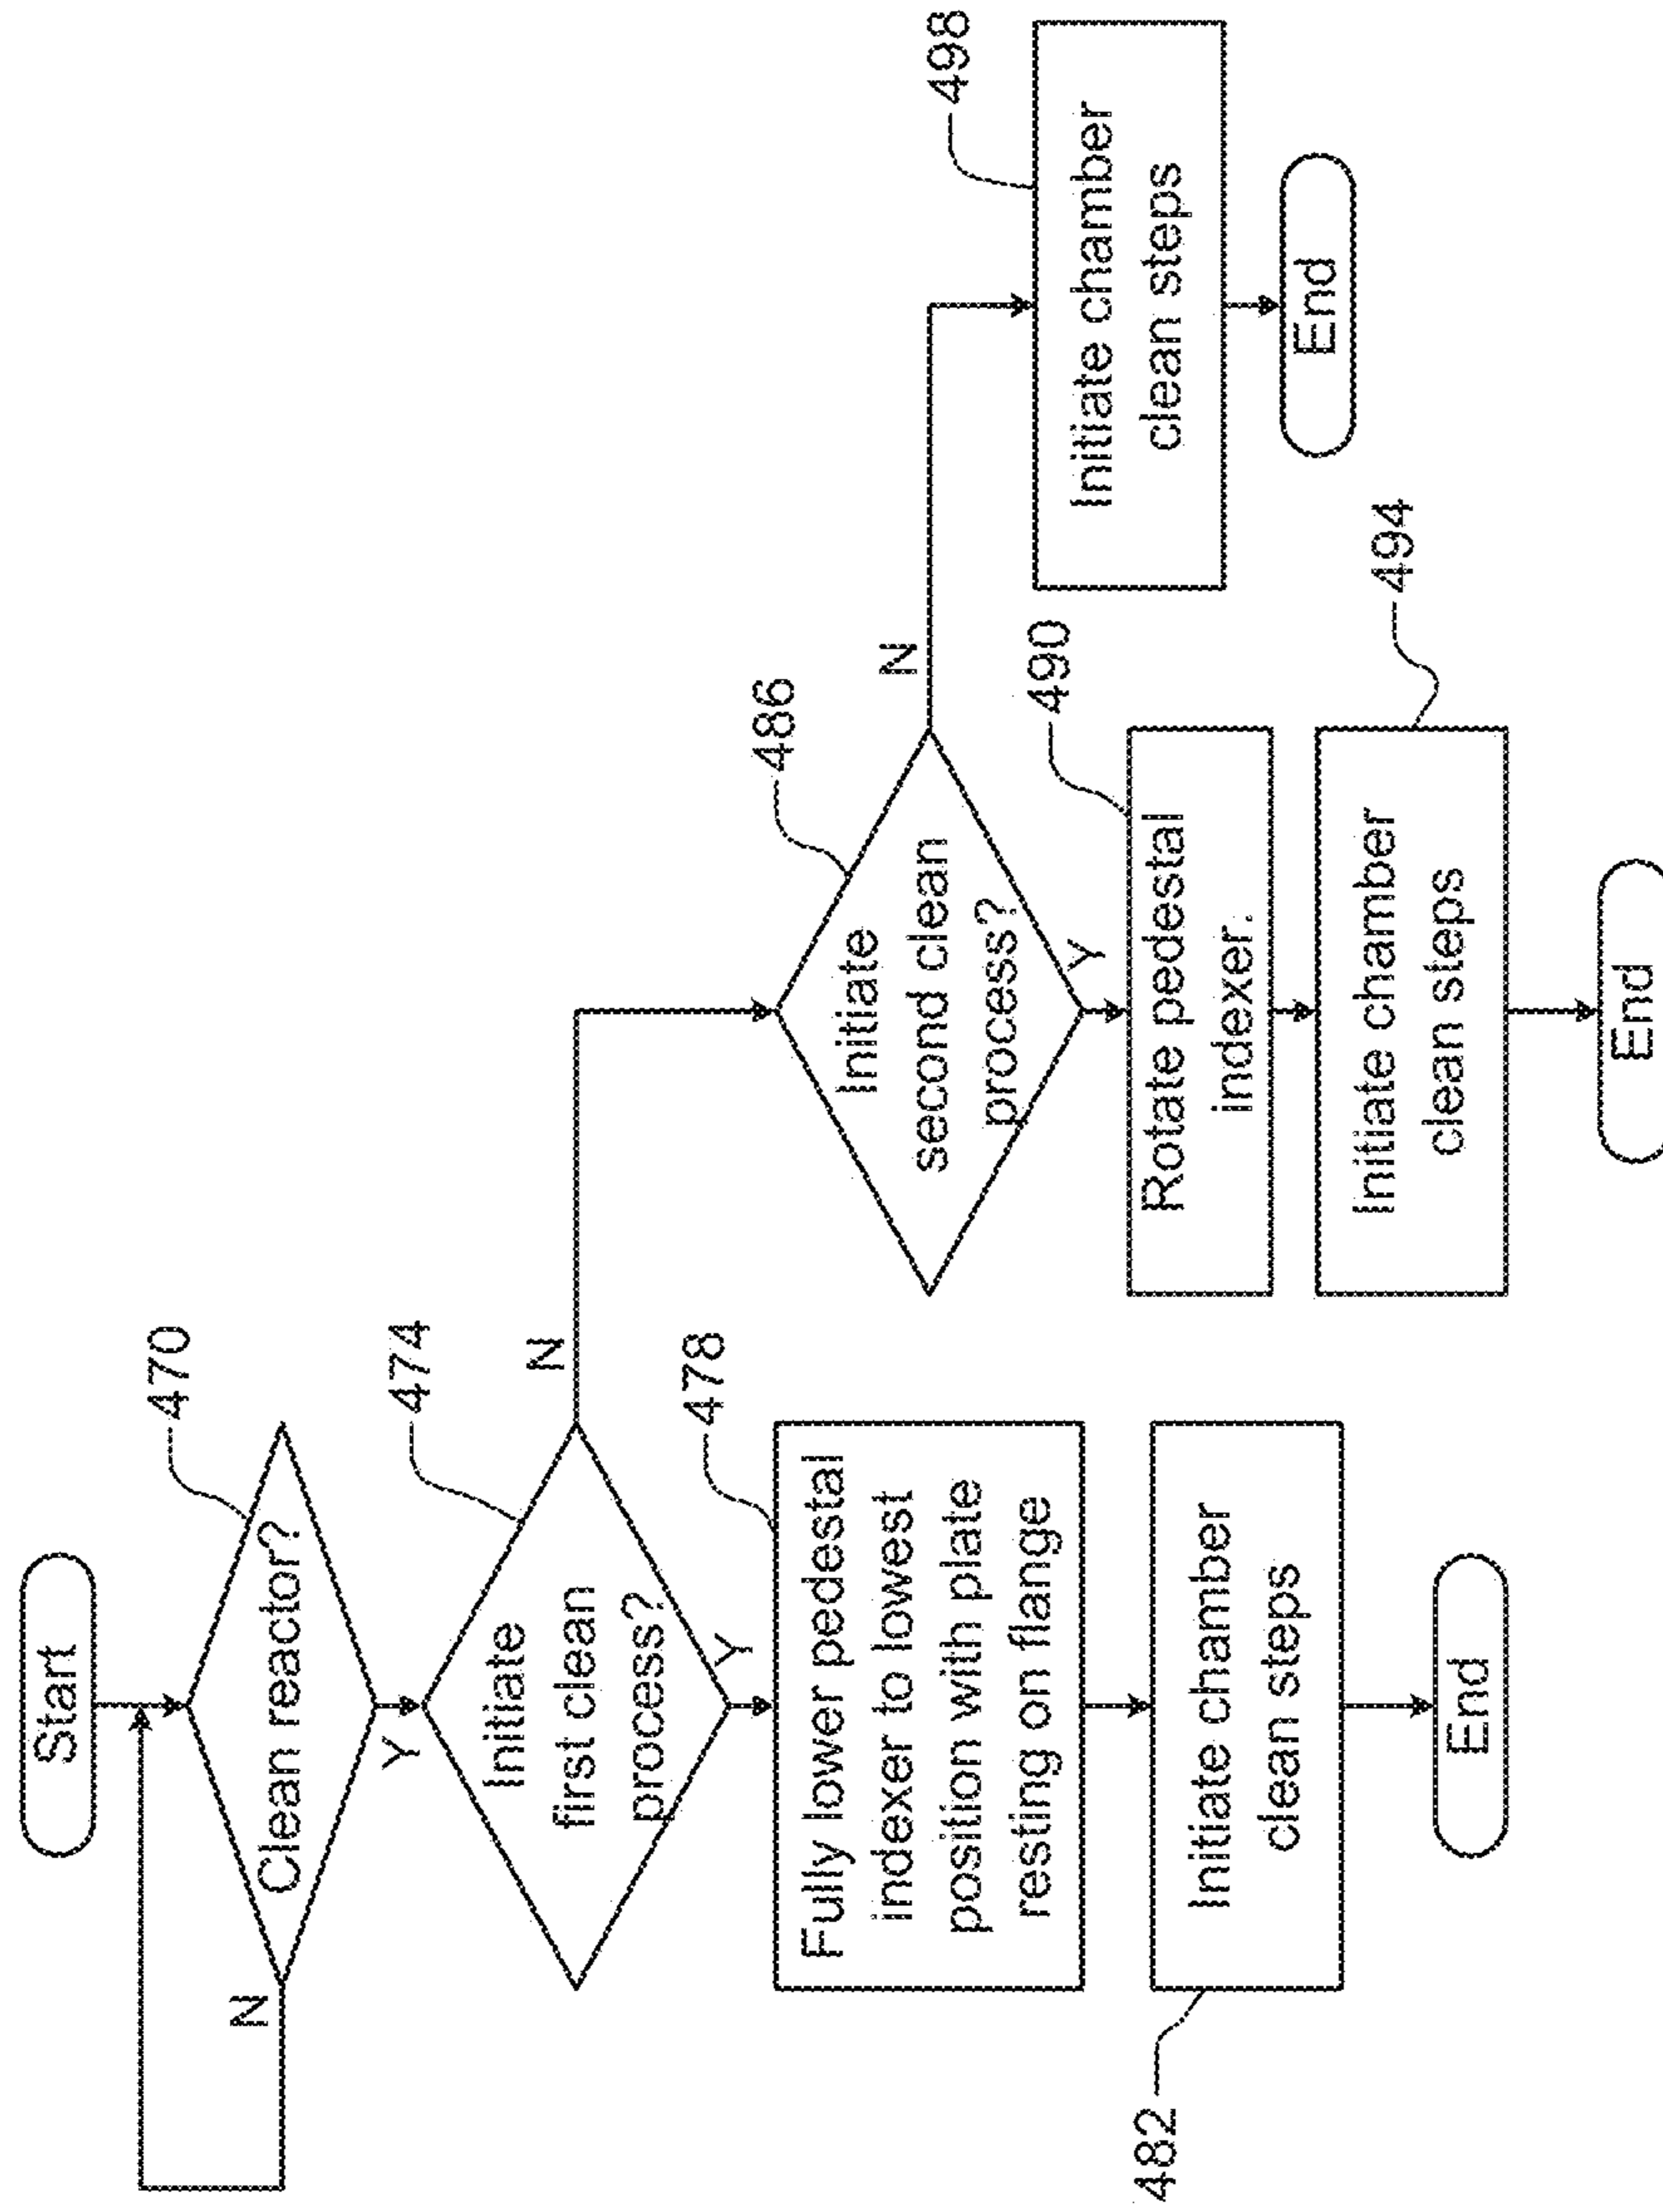 Start
470
Clean reactor?
N
Y
474
Initiate
first clean
process?
N
Y
478
Fully lower pedestal
indexer to lowest
position with plate
resting on flange
482
Initiate chamber
clean steps
End
486
Initiate
second clean
process?
N
Y
490
Rotate pedestal
indexer.
494
Initiate chamber
clean steps
End
498
Initiate chamber
clean steps
End